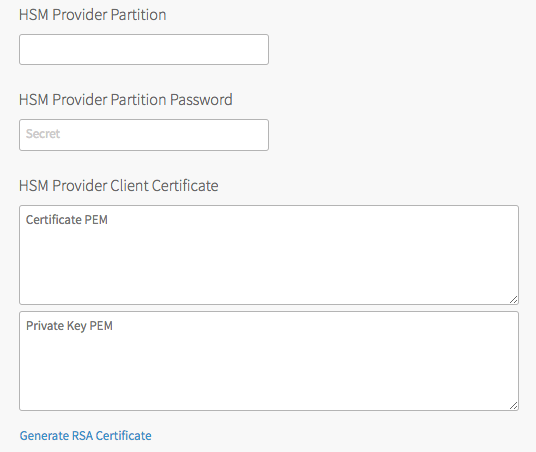 HSM Provider Partition
HSM Provider Partition Password
Secret
HSM Provider Client Certificate
Certificate PEM
Private Key PEM
Generate RSA Certificate